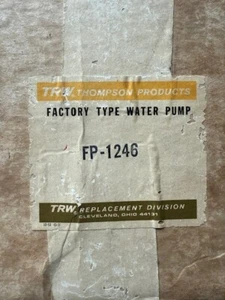 TRW THOMPSON PRODUCTS
FACTORY TYPE WATER PUMP
FP-1246
TRW REPLACEMENT DIVISION
CLEVELAND, OHIO 44131